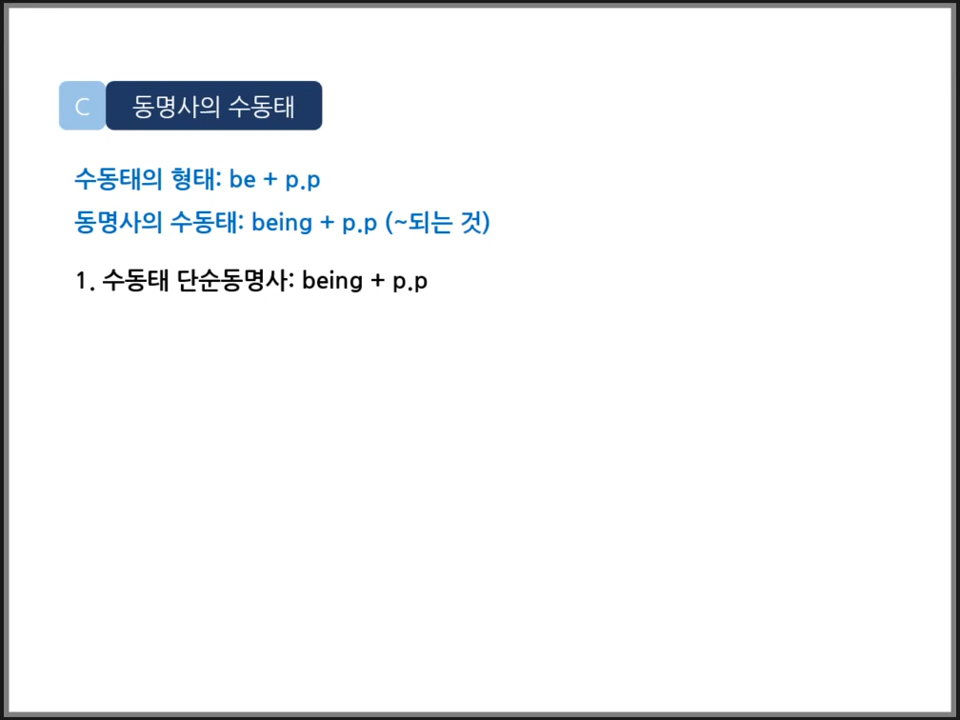 C 동명사의 수동태
수동태의 형태: be + p.p
동명사의 수동태: being + p.p (~되는 것)
1. 수동태 단순동명사: being + p.p